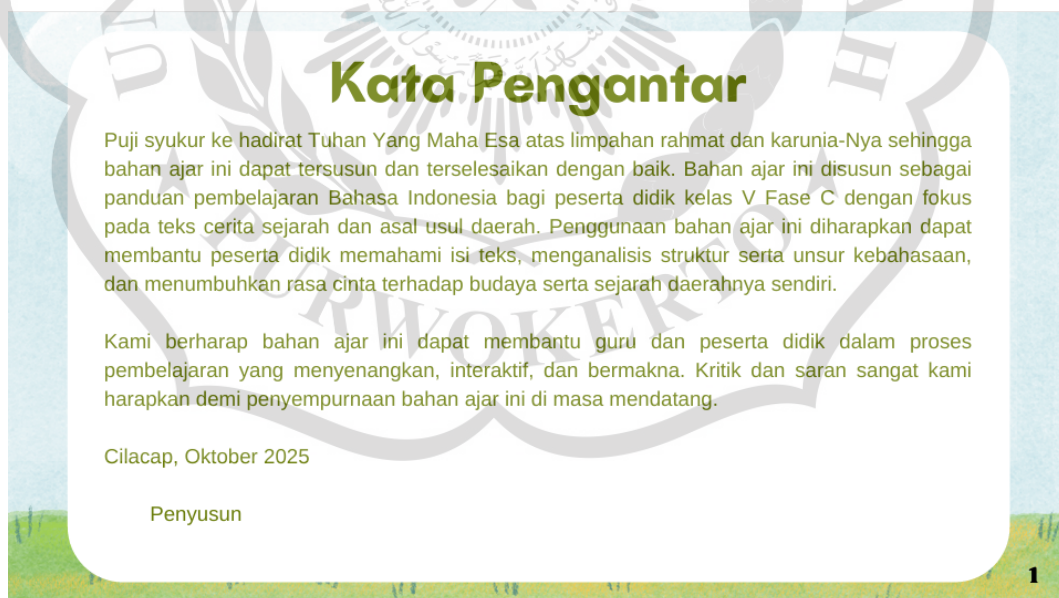 Kata Pengantar
Puji syukur ke hadirat Tuhan Yang Maha Esa atas limpahan rahmat dan karunia-Nya sehingga
bahan ajar ini dapat tersusun dan terselesaikan dengan baik. Bahan ajar ini disusun sebagai
panduan pembelajaran Bahasa Indonesia bagi peserta didik kelas V Fase C dengan fokus
pada teks cerita sejarah dan asal usul daerah. Penggunaan bahan ajar ini diharapkan dapat
membantu peserta didik memahami isi teks, menganalisis struktur serta unsur kebahasaan,
dan menumbuhkan rasa cinta terhadap budaya serta sejarah daerahnya sendiri.
Kami berharap bahan ajar ini dapat membantu guru dan peserta didik dalam proses
pembelajaran yang menyenangkan, interaktif, dan bermakna. Kritik dan saran sangat kami
harapkan demi penyempurnaan bahan ajar ini di masa mendatang.
Cilacap, Oktober 2025
Penyusun
1
PURWOKERTO